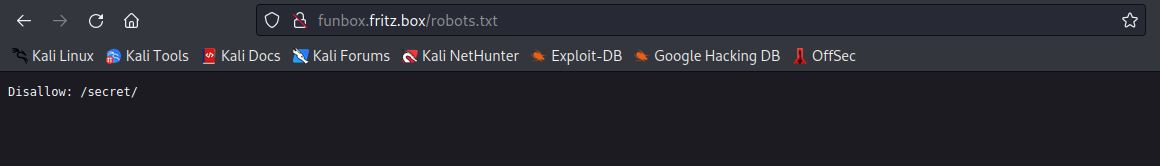 funbox.fritz.box/robots.txt
Kali Linux Kali Tools Kali Docs Kali Forums Kali NetHunter Exploit-DB Google Hacking DB OffSec
Disallow: /secret/